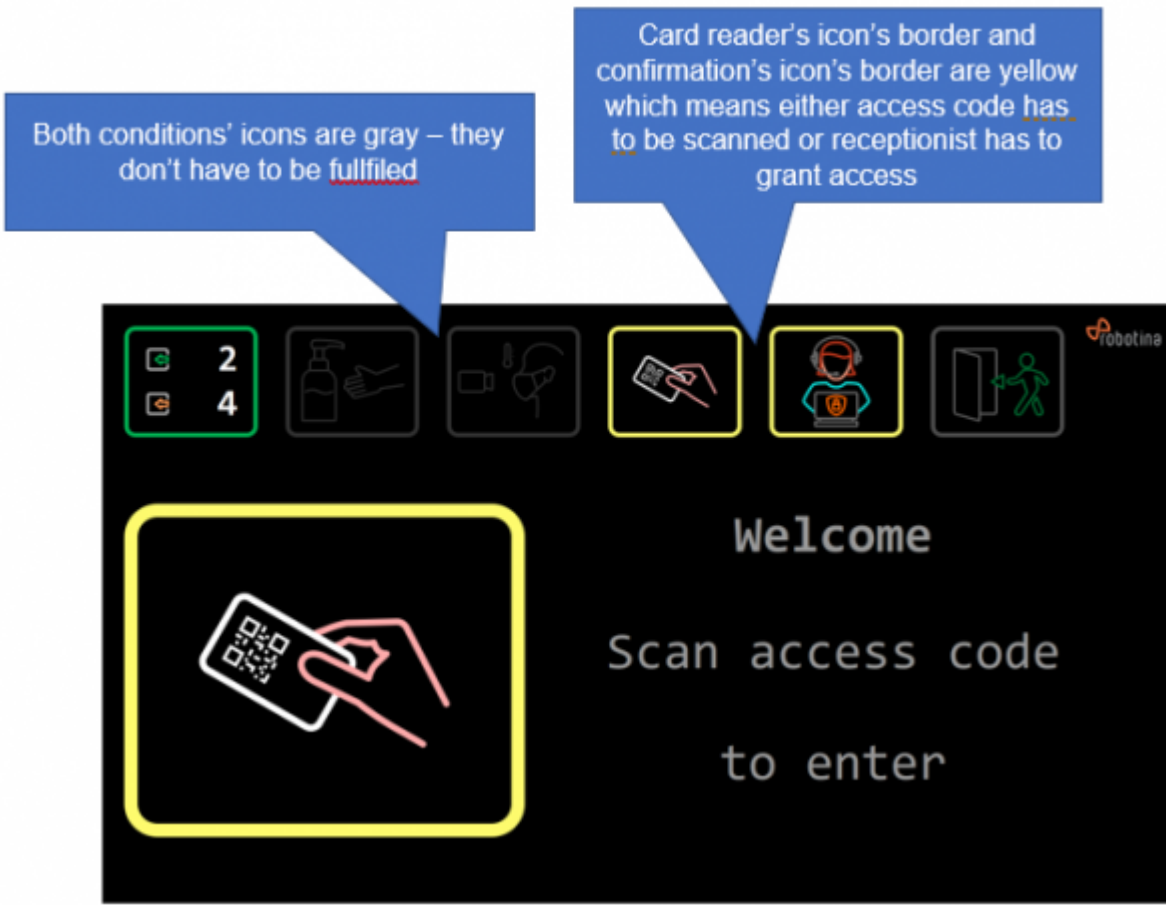 Both conditions’ icons are gray – they
don’t have to be fullfiled
Card reader’s icon’s border and
confirmation’s icon’s border are yellow
which means either access code has
to be scanned or receptionist has to
grant access
2
4
robotina
Welcome
Scan access code
to enter